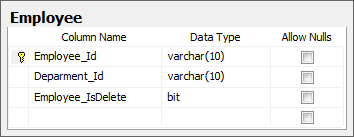 Employee
Column Name Data Type Allow Nulls
Employee_Id varchar(10)
Deparment_Id varchar(10)
Employee_IsDelete bit